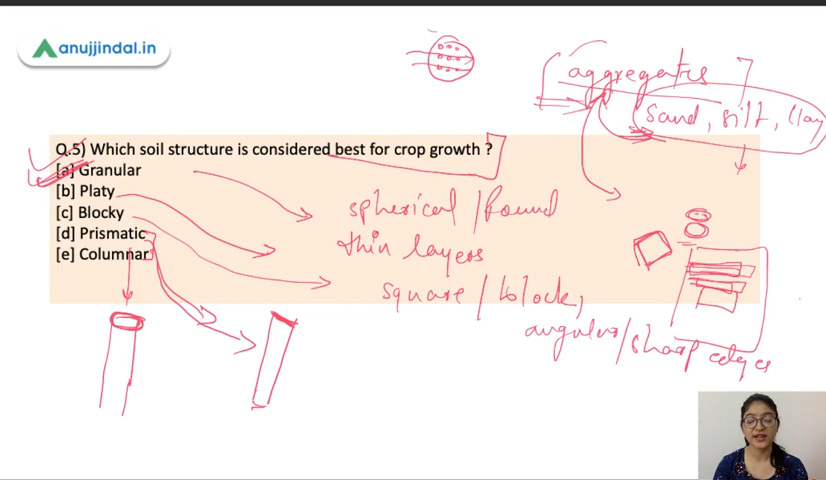 anujjindal.in
aggregates
Sand, silt, clay
Q.5) Which soil structure is considered best for crop growth ?
[a] Granular
[b] Platy
[c] Blocky
[d] Prismatic
[e] Columnar
spherical / Round
thin layers
square / block,
angular / sharp edges